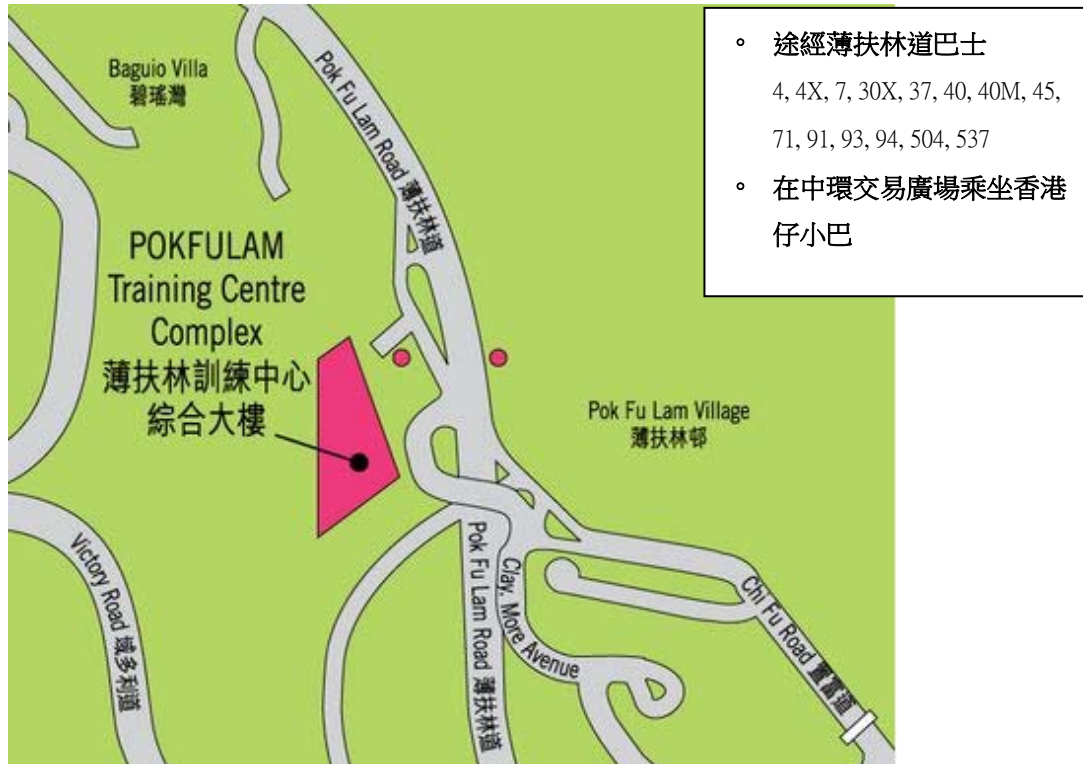 Baguio Villa
碧瑤灣
Pok Fu Lam Road 薄扶林道
◦ 途經薄扶林道巴士
4, 4X, 7, 30X, 37, 40, 40M, 45,
71, 91, 93, 94, 504, 537
◦ 在中環交易廣場乘坐香港
仔小巴
POKFULAM
Training Centre
Complex
薄扶林訓練中心
綜合大樓
Pok Fu Lam Village
薄扶林邨
Victory Road 域多利道
Pok Fu Lam Road 薄扶林道
Clay. More Avenue
Chi Fu Road 置富道